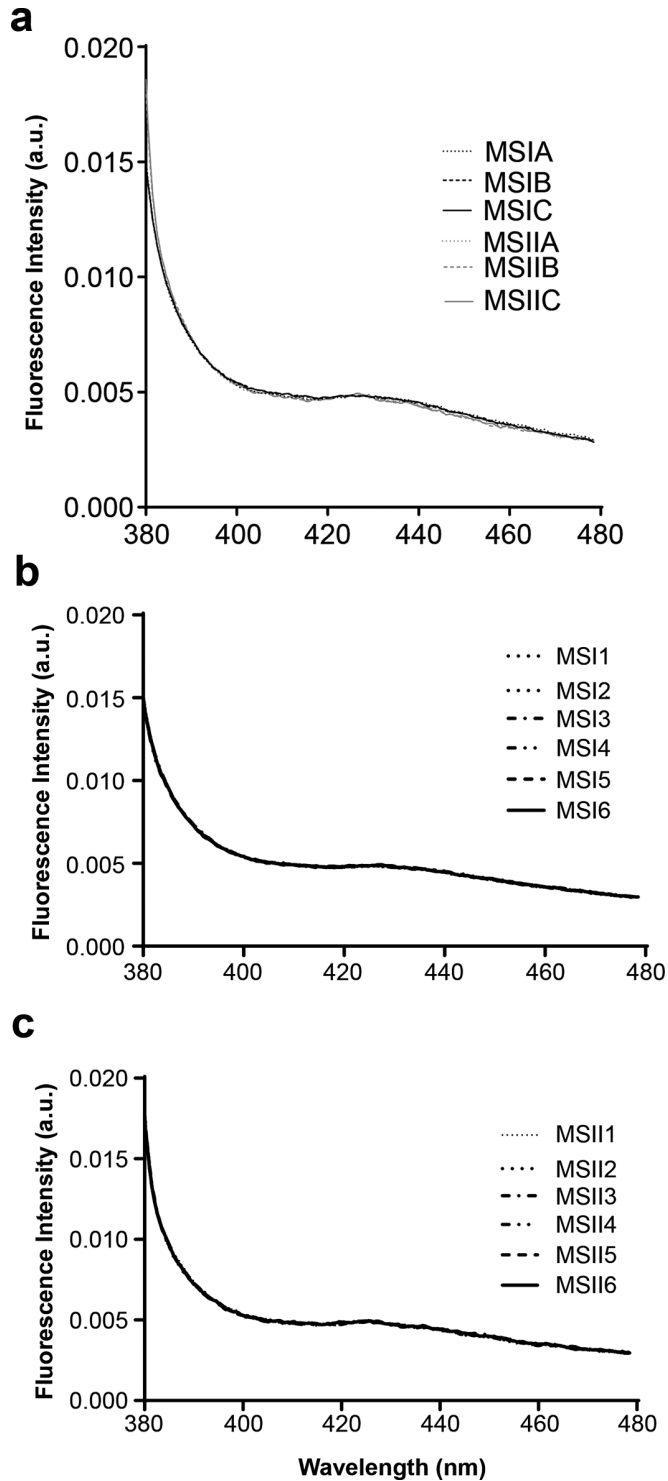 a
Fluorescence Intensity (a.u.)
0.020
0.015
0.010
0.005
0.000
380 400 420 440 460 480
MSIA
MSIB
MSIC
MSIIA
MSIIB
MSIIC
b
Fluorescence Intensity (a.u.)
0.020
0.015
0.010
0.005
0.000
380 400 420 440 460 480
MSI1
MSI2
MSI3
MSI4
MSI5
MSI6
c
Fluorescence Intensity (a.u.)
0.020
0.015
0.010
0.005
0.000
380 400 420 440 460 480
MSII1
MSII2
MSII3
MSII4
MSII5
MSII6
Wavelength (nm)